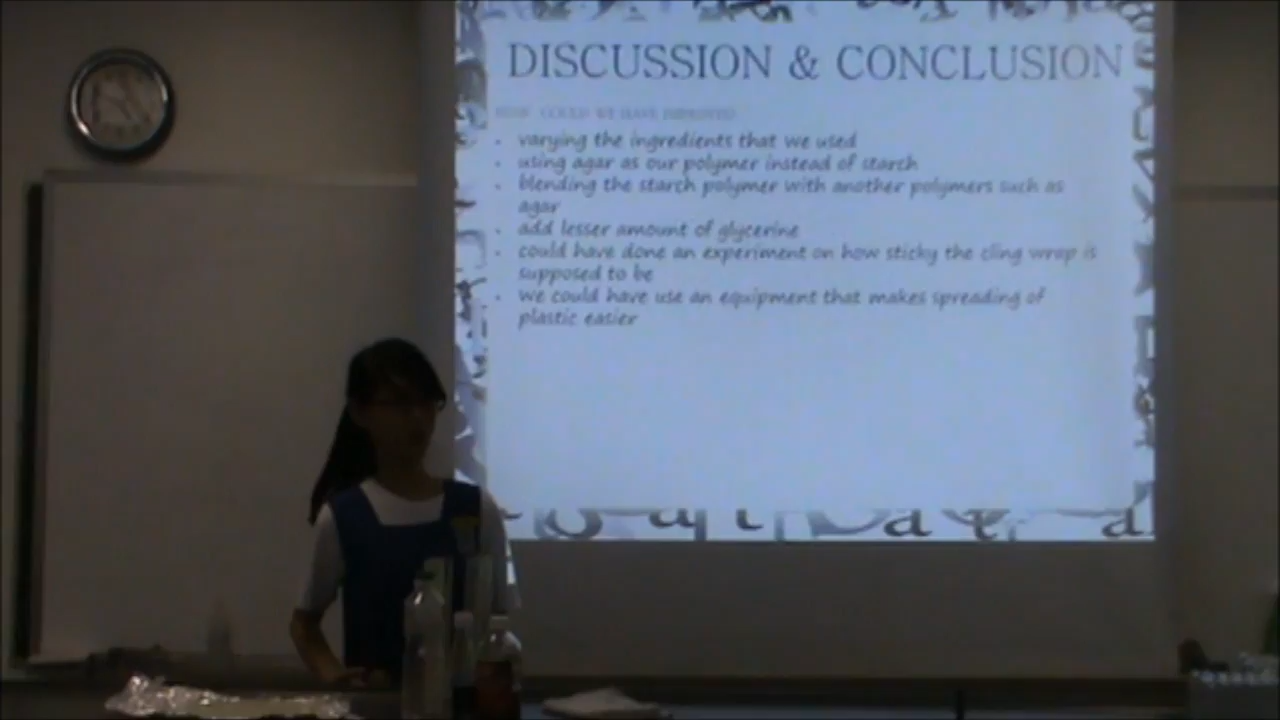 DISCUSSION & CONCLUSION
HOW COULD WE HAVE IMPROVED
varying the ingredients that we used
using agar as our polymer instead of starch
blending the starch polymer with another polymers such as
agar
add lesser amount of glycerine
could have done an experiment on how sticky the cling wrap is
supposed to be
we could have use an equipment that makes spreading of
plastic easier